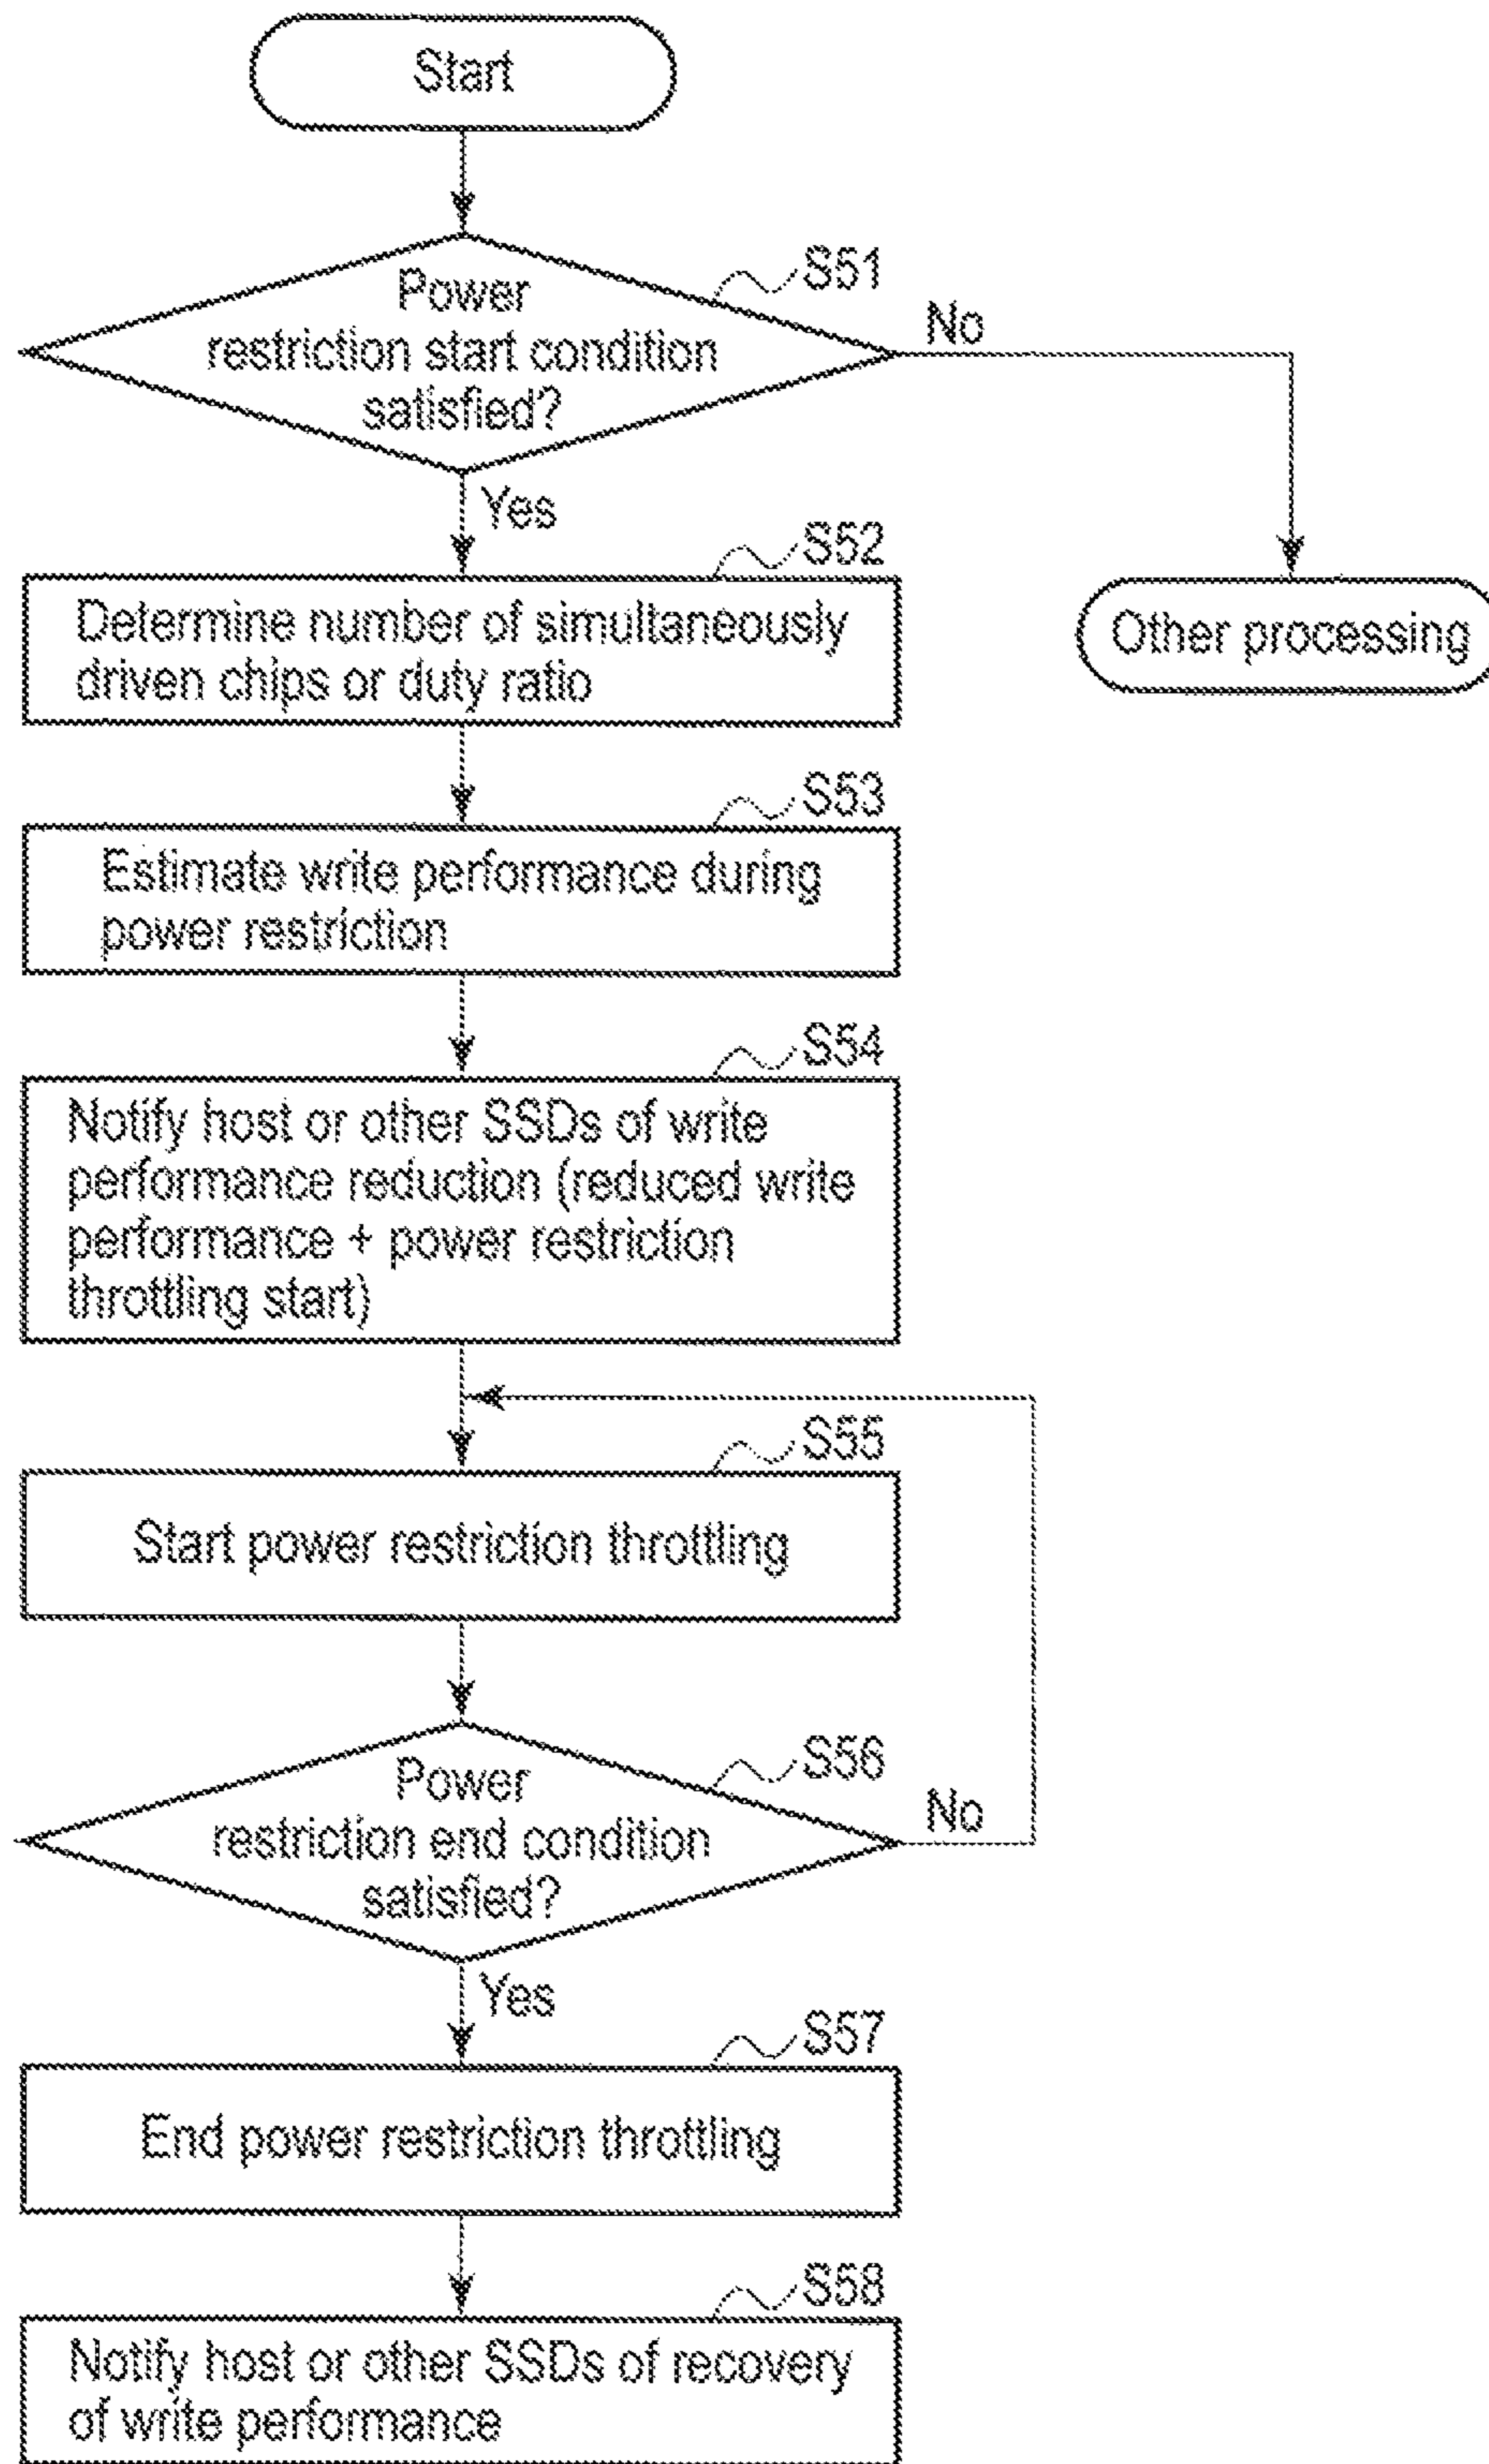 Start
S51
Power
restriction start condition
satisfied?
No
Yes
S52
Determine number of simultaneously
driven chips or duty ratio
Other processing
S53
Estimate write performance during
power restriction
S54
Notify host or other SSDs of write
performance reduction (reduced write
performance + power restriction
throttling start)
S55
Start power restriction throttling
S56
Power
restriction end condition
satisfied?
No
Yes
S57
End power restriction throttling
S58
Notify host or other SSDs of recovery
of write performance